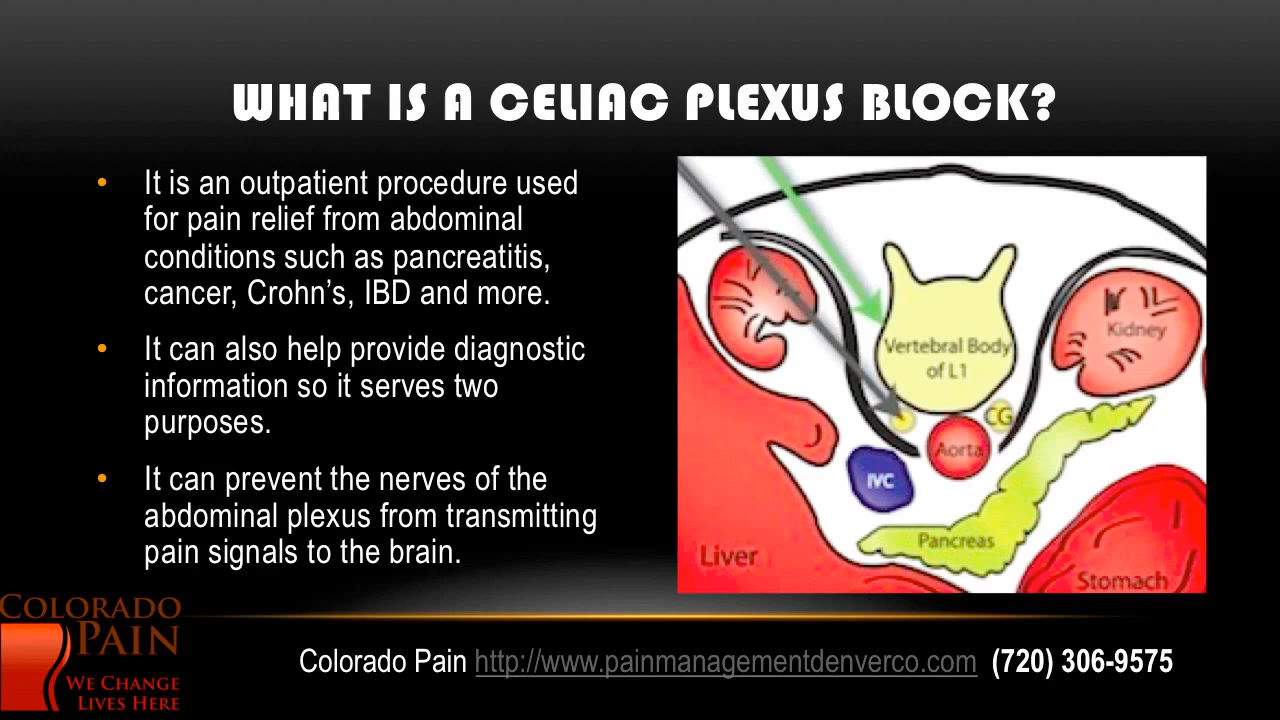 WHAT IS A CELIAC PLEXUS BLOCK?
• It is an outpatient procedure used
for pain relief from abdominal
conditions such as pancreatitis,
cancer, Crohn’s, IBD and more.
• It can also help provide diagnostic
information so it serves two
purposes.
• It can prevent the nerves of the
abdominal plexus from transmitting
pain signals to the brain.
Kidney
Vertebral Body
of L1
CG
Aorta
IVC
Pancreas
Liver
Stomach
COLORADO
PAIN
WE CHANGE
LIVES HERE
Colorado Pain http://www.painmanagementdenverco.com (720) 306-9575